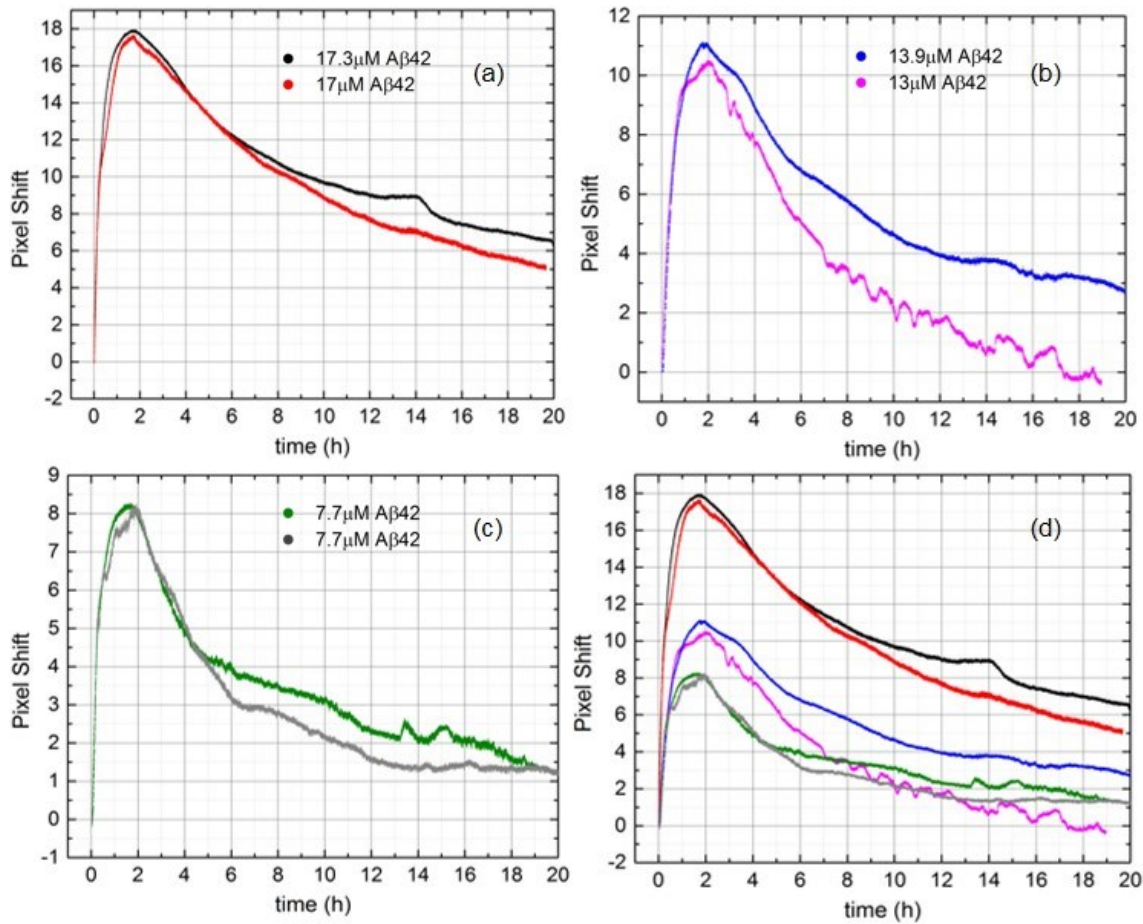 18
16
14
12
10
8
6
4
2
0
-2
Pixel Shift
17.3μM Aβ42
17μM Aβ42
(a)
0 2 4 6 8 10 12 14 16 18 20
time (h)
12
10
8
6
4
2
0
Pixel Shift
13.9μM Aβ42
13μM Aβ42
(b)
0 2 4 6 8 10 12 14 16 18 20
time (h)
9
8
7
6
5
4
3
2
1
0
-1
Pixel Shift
7.7μM Aβ42
7.7μM Aβ42
(c)
0 2 4 6 8 10 12 14 16 18 20
time (h)
18
16
14
12
10
8
6
4
2
0
-2
Pixel Shift
(d)
0 2 4 6 8 10 12 14 16 18 20
time (h)